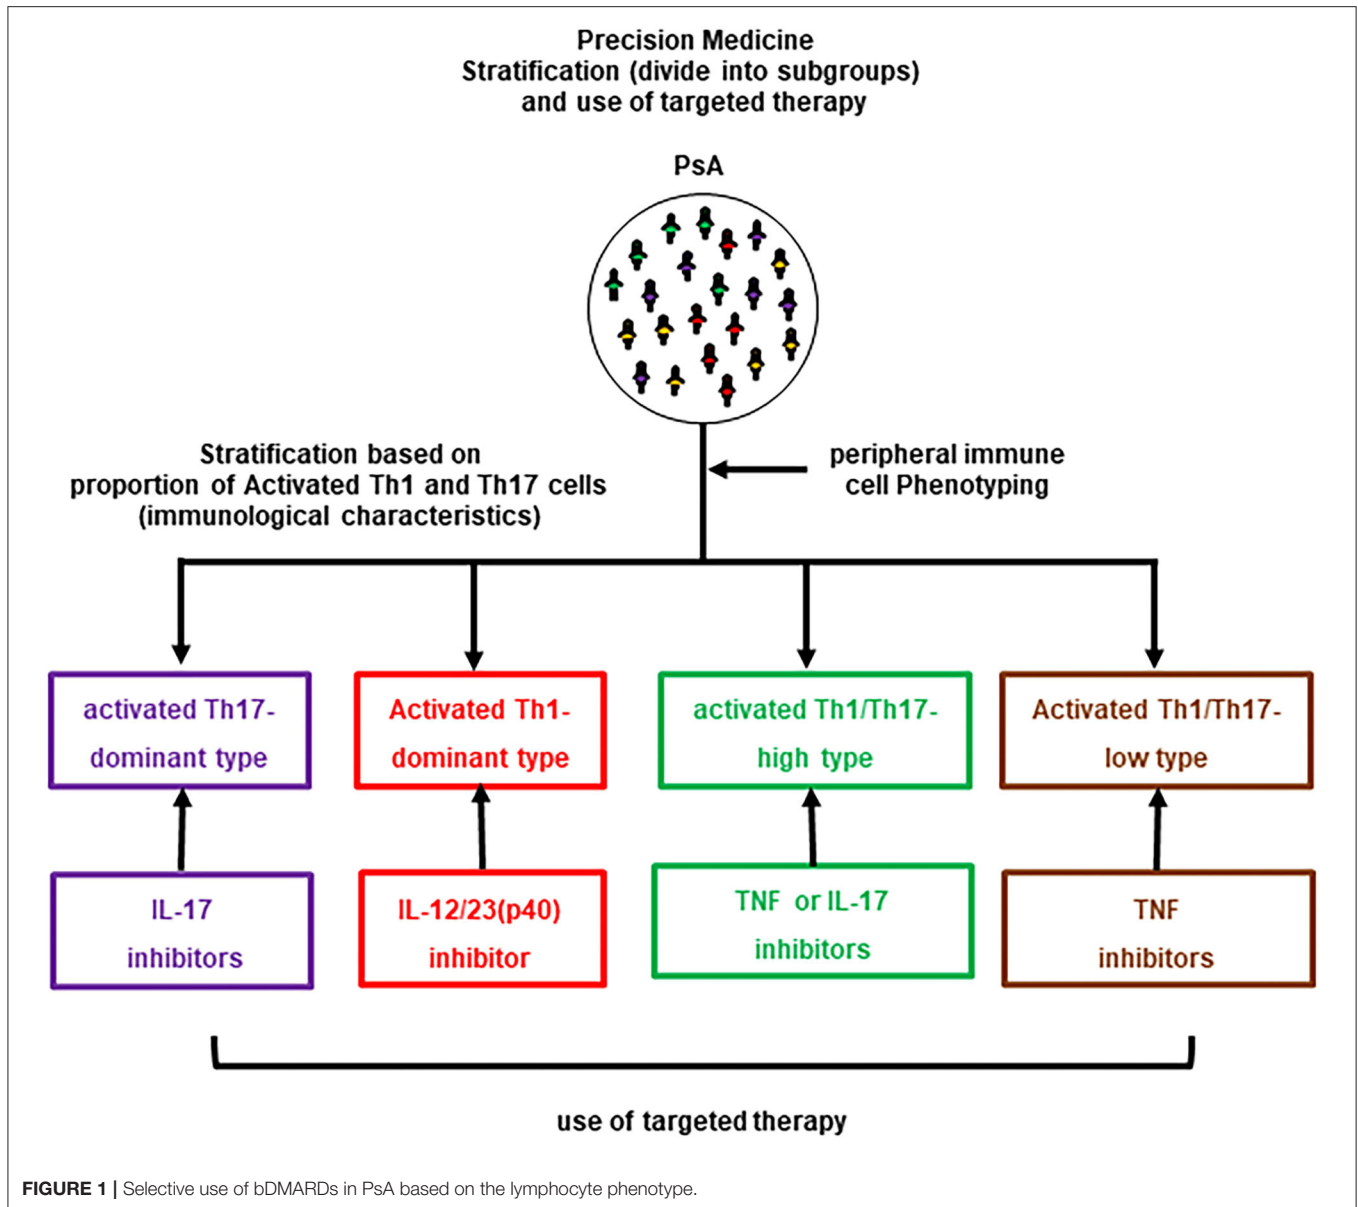 Precision Medicine
Stratification (divide into subgroups)
and use of targeted therapy
PsA
Stratification based on
proportion of Activated Th1 and Th17 cells
(immunological characteristics)
peripheral immune
cell Phenotyping
activated Th17-
dominant type
Activated Th1-
dominant type
activated Th1/Th17-
high type
Activated Th1/Th17-
low type
IL-17
inhibitors
IL-12/23(p40)
inhibitor
TNF or IL-17
inhibitors
TNF
inhibitors
use of targeted therapy
FIGURE 1 | Selective use of bDMARDs in PsA based on the lymphocyte phenotype.